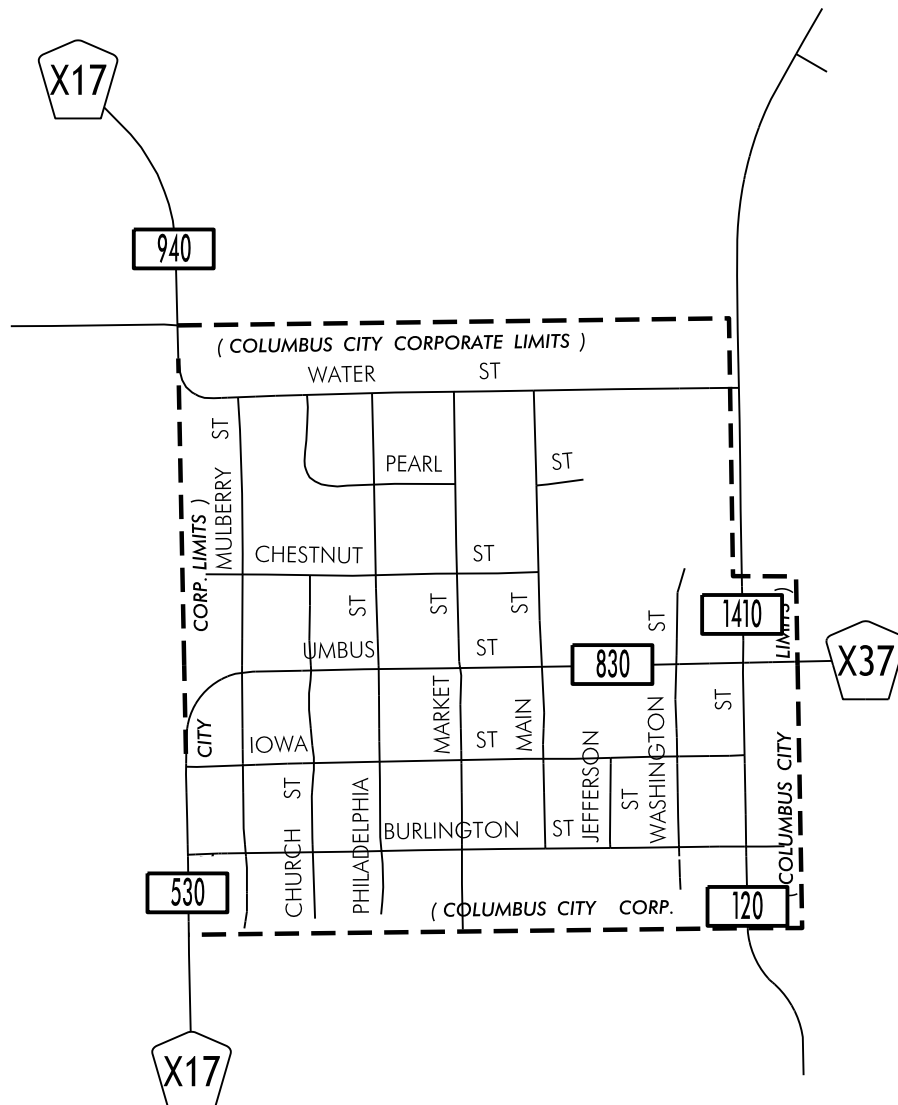 X17
940
( COLUMBUS CITY CORPORATE LIMITS )
WATER ST
MULBERRY ST
PEARL ST
CORP. LIMITS )
CHESTNUT ST
ST
ST
ST
ST
1410
LIMITS )
UMBUS ST
830
X37
MARKET
MAIN
WASHINGTON
ST
CITY
IOWA ST
JEFFERSON ST
CHURCH ST
PHILADELPHIA
BURLINGTON ST
( COLUMBUS CITY
530
( COLUMBUS CITY CORP.
120
X17